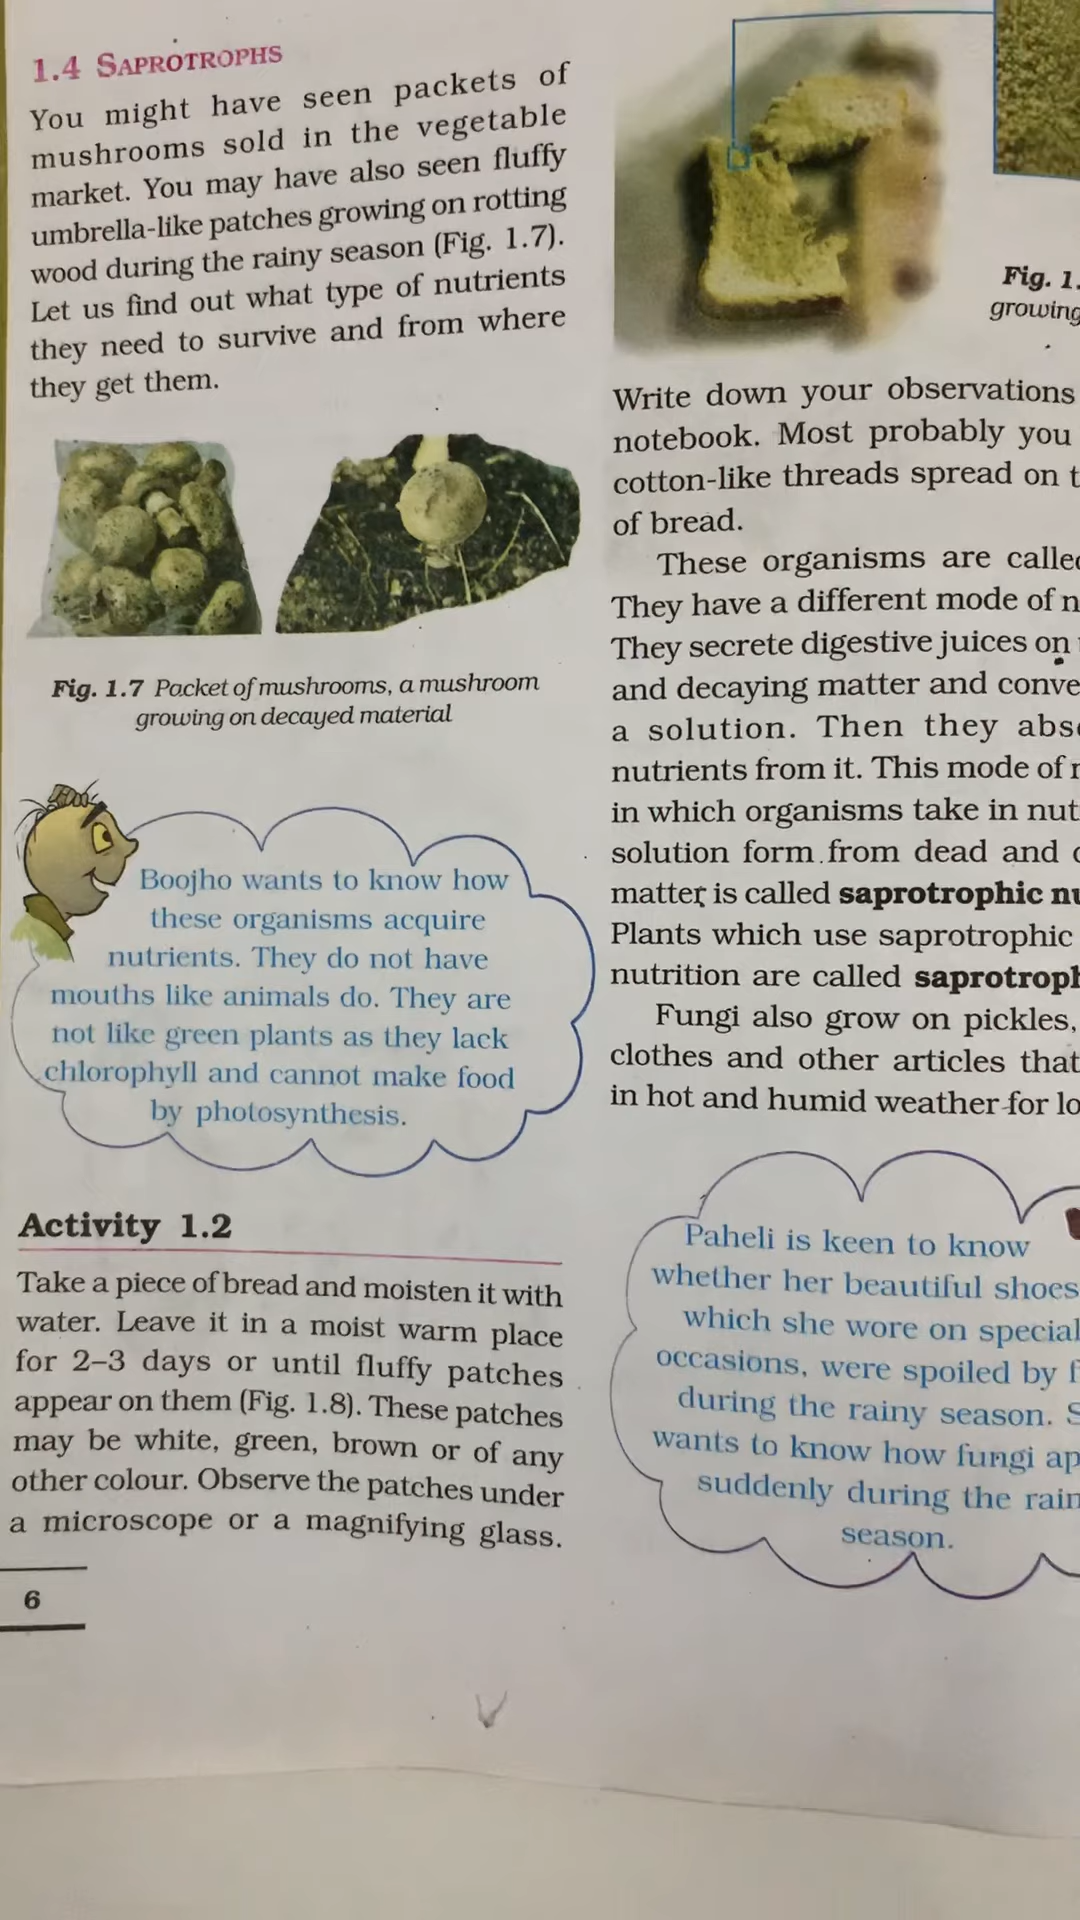 1.4 SAPROTROPHS
You might have seen packets of
mushrooms sold in the vegetable
market. You may have also seen fluffy
umbrella-like patches growing on rotting
wood during the rainy season (Fig. 1.7).
Let us find out what type of nutrients
they need to survive and from where
they get them.
Fig. 1.7 Packet of mushrooms, a mushroom
growing on decayed material
Boojho wants to know how
these organisms acquire
nutrients. They do not have
mouths like animals do. They are
not like green plants as they lack
chlorophyll and cannot make food
by photosynthesis.
Activity 1.2
Take a piece of bread and moisten it with
water. Leave it in a moist warm place
for 2–3 days or until fluffy patches
appear on them (Fig. 1.8). These patches
may be white, green, brown or of any
other colour. Observe the patches under
a microscope or a magnifying glass.
6
Fig. 1.
growing
Write down your observations
notebook. Most probably you
cotton-like threads spread on
of bread.
These organisms are
They have a different mode of
They secrete digestive juices on
and decaying matter and
a solution. Then they
nutrients from it. This mode of
in which organisms take in
solution form from dead and
matter is called saprotrophic
Plants which use saprotrophic
nutrition are called
Fungi also grow on pickles,
clothes and other articles that
in hot and humid weather for
Paheli is keen to know
whether her beautiful shoes
which she wore on special
occasions, were spoiled by
during the rainy season.
wants to know how fungi
suddenly during the
season.